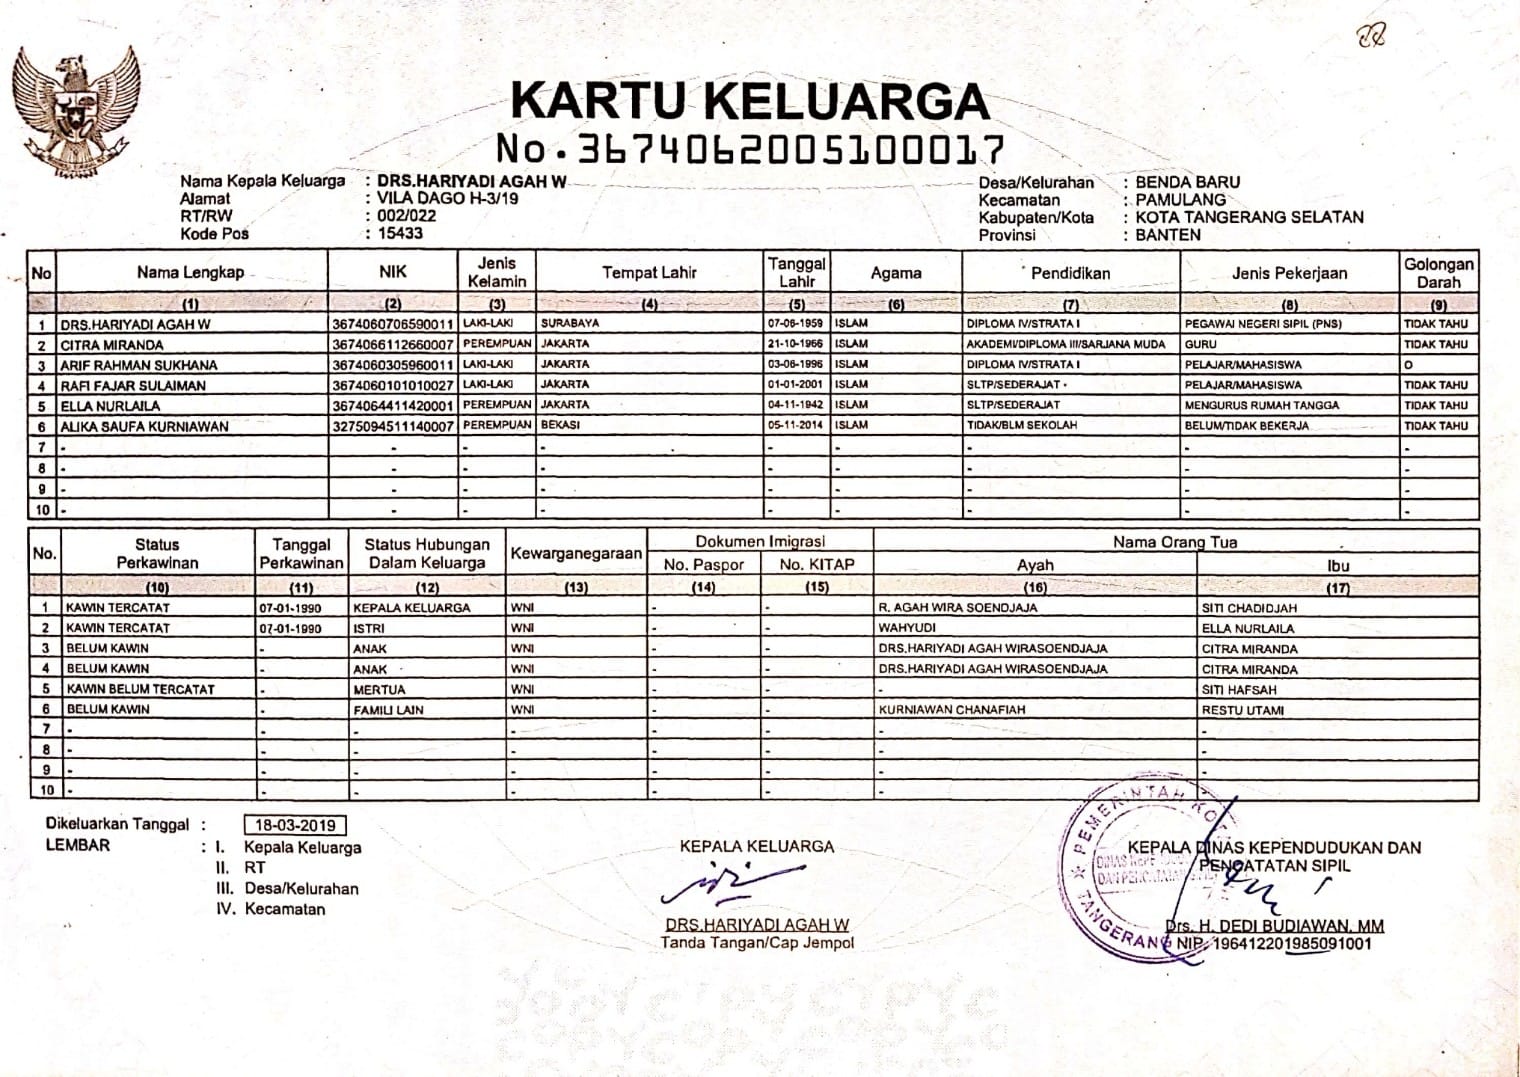 KARTU KELUARGA
No.3674062005100017
Nama Kepala Keluarga : DRS.HARIYADI AGAH W
Alamat : VILA DAGO H-3/19
RT/RW : 002/022
Kode Pos : 15433
Desa/Kelurahan : BENDA BARU
Kecamatan : PAMULANG
Kabupaten/Kota : KOTA TANGERANG SELATAN
Provinsi : BANTEN
No Nama Lengkap NIK Jenis Kelamin Tempat Lahir Tanggal Lahir Agama Pendidikan Jenis Pekerjaan Golongan Darah
(1) (2) (3) (4) (5) (6) (7) (8) (9)
1 DRS.HARIYADI AGAH W 3674060706590011 LAKI-LAKI SURABAYA 07-06-1959 ISLAM DIPLOMA IV/STRATA I PEGAWAI NEGERI SIPIL (PNS) TIDAK TAHU
2 CITRA MIRANDA 3674066112660007 PEREMPUAN JAKARTA 21-10-1966 ISLAM AKADEMI/DIPLOMA III/SARJANA MUDA GURU TIDAK TAHU
3 ARIF RAHMAN SUKHANA 3674060305960011 LAKI-LAKI JAKARTA 03-06-1996 ISLAM DIPLOMA IV/STRATA I PELAJAR/MAHASISWA O
4 RAFI FAJAR SULAIMAN 3674060101010027 LAKI-LAKI JAKARTA 01-01-2001 ISLAM SLTP/SEDERAJAT PELAJAR/MAHASISWA TIDAK TAHU
5 ELLA NURLAILA 3674064411420001 PEREMPUAN JAKARTA 04-11-1942 ISLAM SLTP/SEDERAJAT MENGURUS RUMAH TANGGA TIDAK TAHU
6 ALIKA SAUFA KURNIAWAN 3275094511140007 PEREMPUAN BEKASI 05-11-2014 ISLAM TIDAK/BLM SEKOLAH BELUM/TIDAK BEKERJA TIDAK TAHU
7 - - - - - - - - -
8 - - - - - - - - -
9 - - - - - - - - -
10 - - - - - - - - -
No. Status Perkawinan Tanggal Perkawinan Status Hubungan Dalam Keluarga Kewarganegaraan Dokumen Imigrasi Nama Orang Tua
No. Paspor No. KITAP Ayah Ibu
(10) (11) (12) (13) (14) (15) (16) (17)
1 KAWIN TERCATAT 07-01-1990 KEPALA KELUARGA WNI - - R. AGAH WIRA SOENDJAJA SITI CHADIDJAH
2 KAWIN TERCATAT 07-01-1990 ISTRI WNI - - WAHYUDI ELLA NURLAILA
3 BELUM KAWIN - ANAK WNI - - DRS.HARIYADI AGAH WIRASOENDJAJA CITRA MIRANDA
4 BELUM KAWIN - ANAK WNI - - DRS.HARIYADI AGAH WIRASOENDJAJA CITRA MIRANDA
5 KAWIN BELUM TERCATAT - MERTUA WNI - - - SITI HAFSAH
6 BELUM KAWIN - FAMILI LAIN WNI - - KURNIAWAN CHANAFIAH RESTU UTAMI
7 - - - - - - - -
8 - - - - - - - -
9 - - - - - - - -
10 - - - - - - - -
Dikeluarkan Tanggal : 18-03-2019
LEMBAR : I. Kepala Keluarga
II. RT
III. Desa/Kelurahan
IV. Kecamatan
KEPALA KELUARGA
DRS.HARIYADI AGAH W
Tanda Tangan/Cap Jempol
PEMERINTAH KOTA
TANGERANG
KEPALA DINAS KEPENDUDUKAN DAN
PENCATATAN SIPIL
Drs. H. DEDI BUDIAWAN, MM
NIP. 196412201985091001